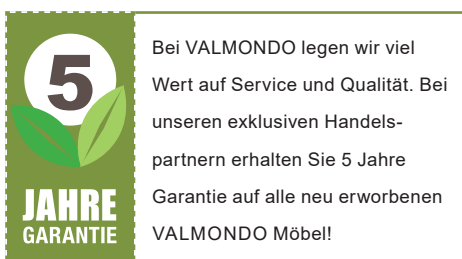 5
JAHRE
GARANTIE
Bei VALMONDO legen wir viel
Wert auf Service und Qualität. Bei
unseren exklusiven Handels-
partnern erhalten Sie 5 Jahre
Garantie auf alle neu erworbenen
VALMONDO Möbel!